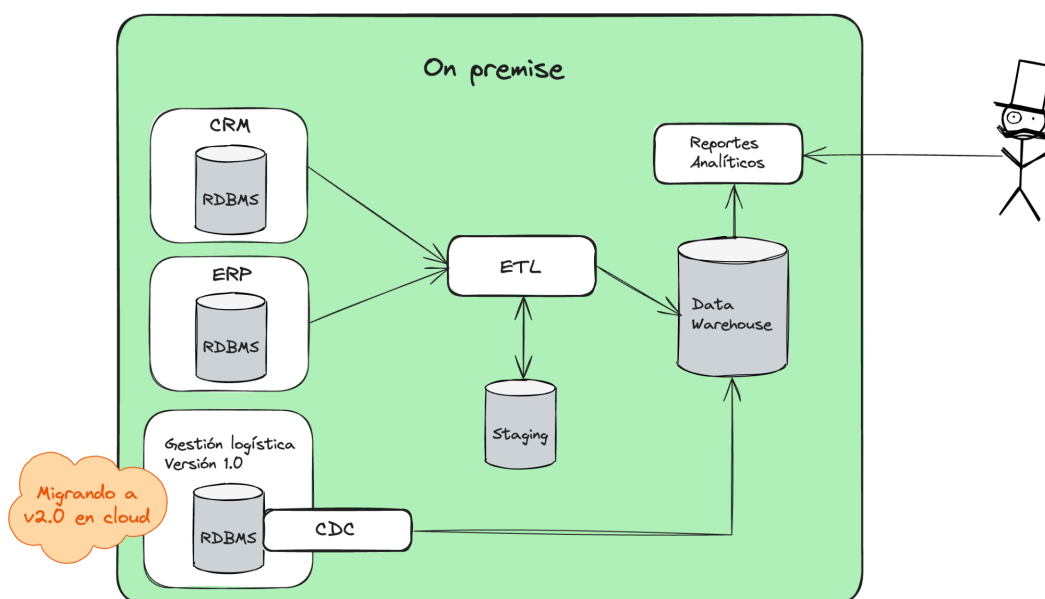 On premise
CRM
RDBMS
Reportes
Analíticos
ERP
RDBMS
ETL
Data
Warehouse
Staging
Gestión logística
Versión 1.0
Migrando a
v2.0 en cloud
RDBMS
CDC